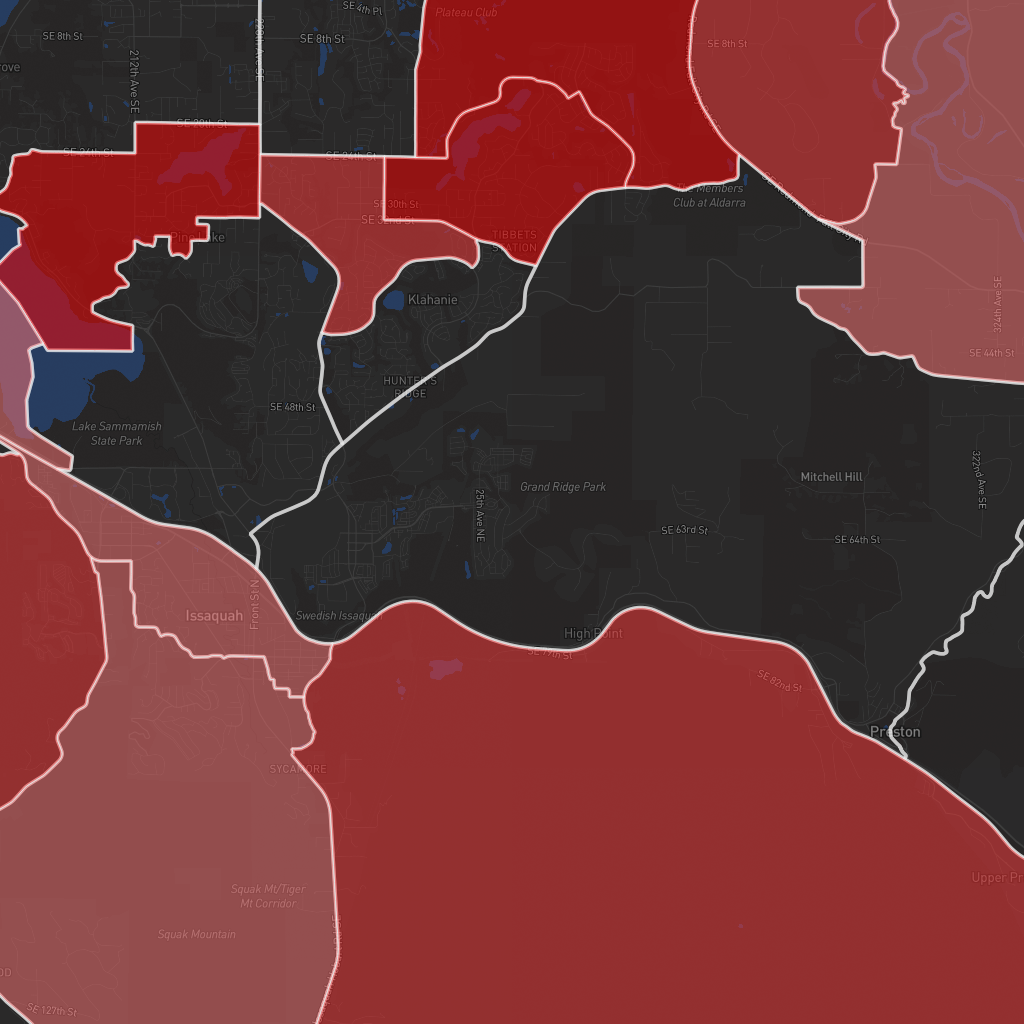 SE 4th Pl
Plateau Club
SE 8th St
SE 8th St
SE 8th St
212th Ave SE
228th Ave SE
SE 20th St
SE 24th St
SE 24th St
The Members
Club at Aldarra
SE 30th St
SE 32nd St
Pine Lake
TIBBETS
STATION
Klahanie
324th Ave SE
SE 44th St
HUNTER'S
RIDGE
SE 48th St
Lake Sammamish
State Park
Mitchell Hill
322nd Ave SE
Grand Ridge Park
25th Ave NE
SE 63rd St
SE 64th St
Front St N
Issaquah
Swedish Issaquah
High Point
SE 79th St
SE 82nd St
Preston
SYCAMORE
Upper Pr
Squak Mt/Tiger
Mt Corridor
Squak Mountain
OD
SE 127th St